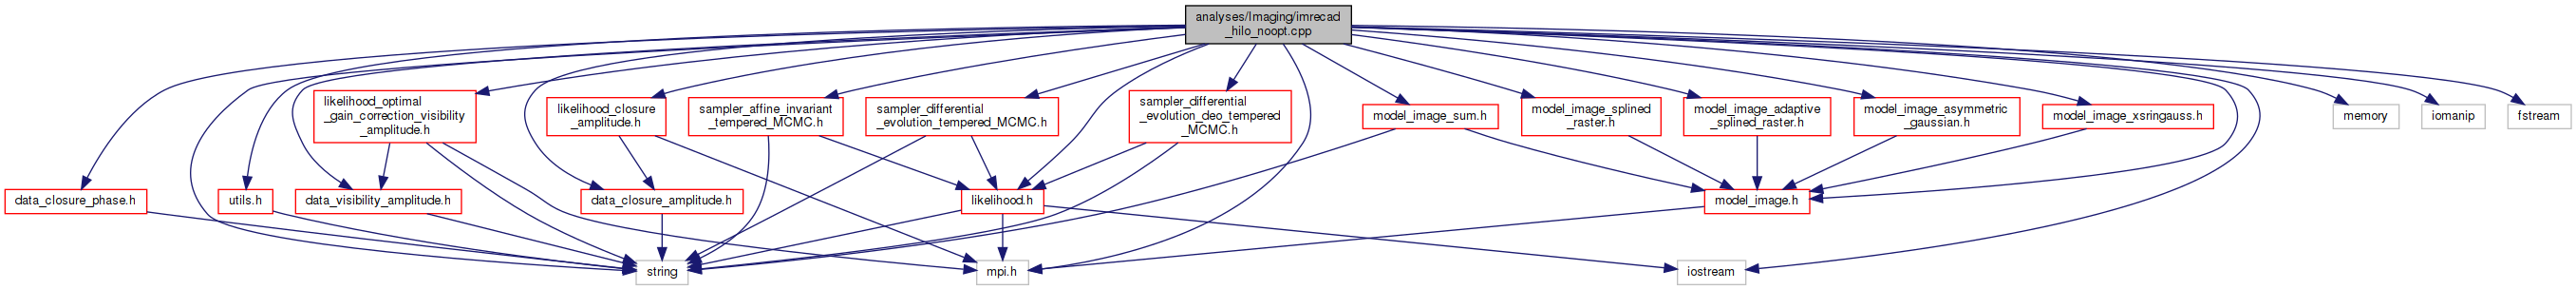 analyses/Imaging/imrecad
_hilo_noopt.cpp
likelihood_optimal
_gain_correction_visibility
_amplitude.h
likelihood_closure
_amplitude.h
sampler_affine_invariant
_tempered_MCMC.h
sampler_differential
_evolution_tempered_MCMC.h
sampler_differential
_evolution_deo_tempered
_MCMC.h
model_image_sum.h
model_image_splined
_raster.h
model_image_adaptive
_splined_raster.h
model_image_asymmetric
_gaussian.h
model_image_xsringauss.h
memory
iomanip
fstream
data_closure_phase.h
utils.h
data_visibility_amplitude.h
data_closure_amplitude.h
likelihood.h
model_image.h
string
mpi.h
iostream